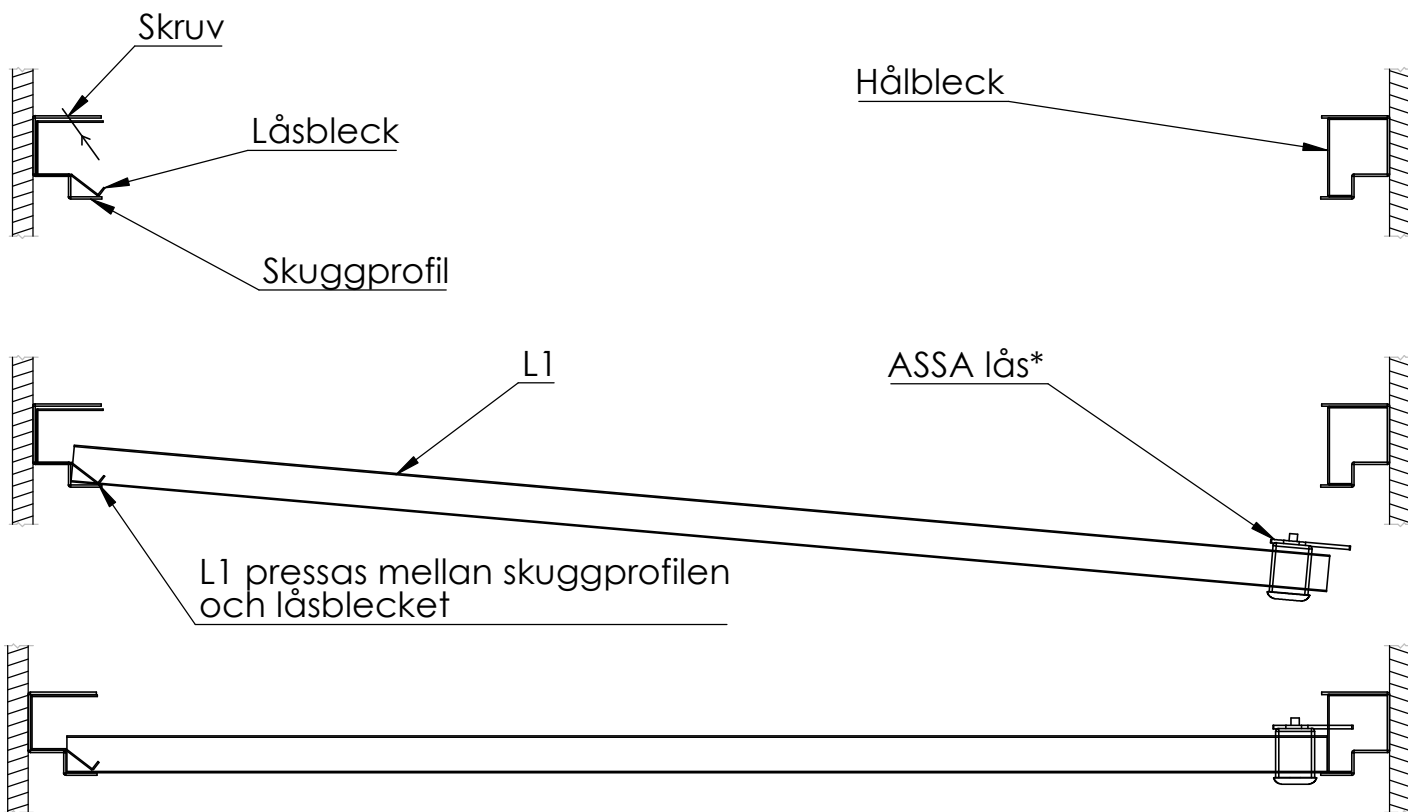 Skruv
Hålbleck
Låsbleck
Skuggprofil
L1
ASSA lås*
L1 pressas mellan skuggprofilen
och låsblecket